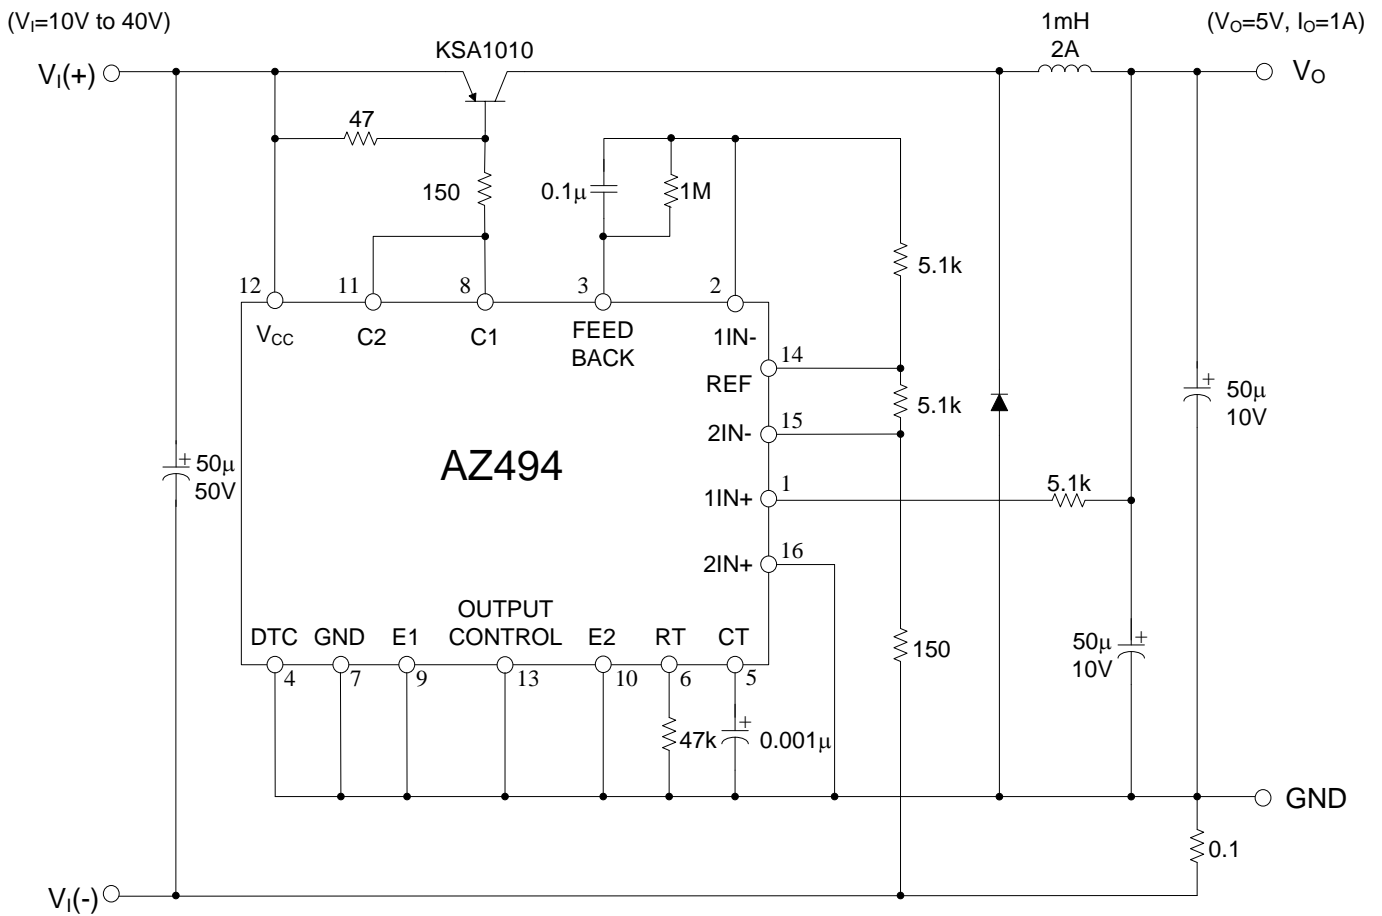 (VI=10V to 40V)
1mH
2A
(VO=5V, IO=1A)
KSA1010
VI(+)
VO
47
150
0.1μ
1M
5.1k
12
11
8
3
2
VCC
C2
C1
FEED
BACK
1IN-
14
REF
5.1k
15
2IN-
50μ
10V
AZ494
50μ
50V
1IN+
1
5.1k
2IN+
16
OUTPUT
CONTROL
DTC
GND
E1
E2
RT
CT
150
50μ
10V
4
7
9
13
10
6
5
47k
0.001μ
GND
0.1
VI(-)